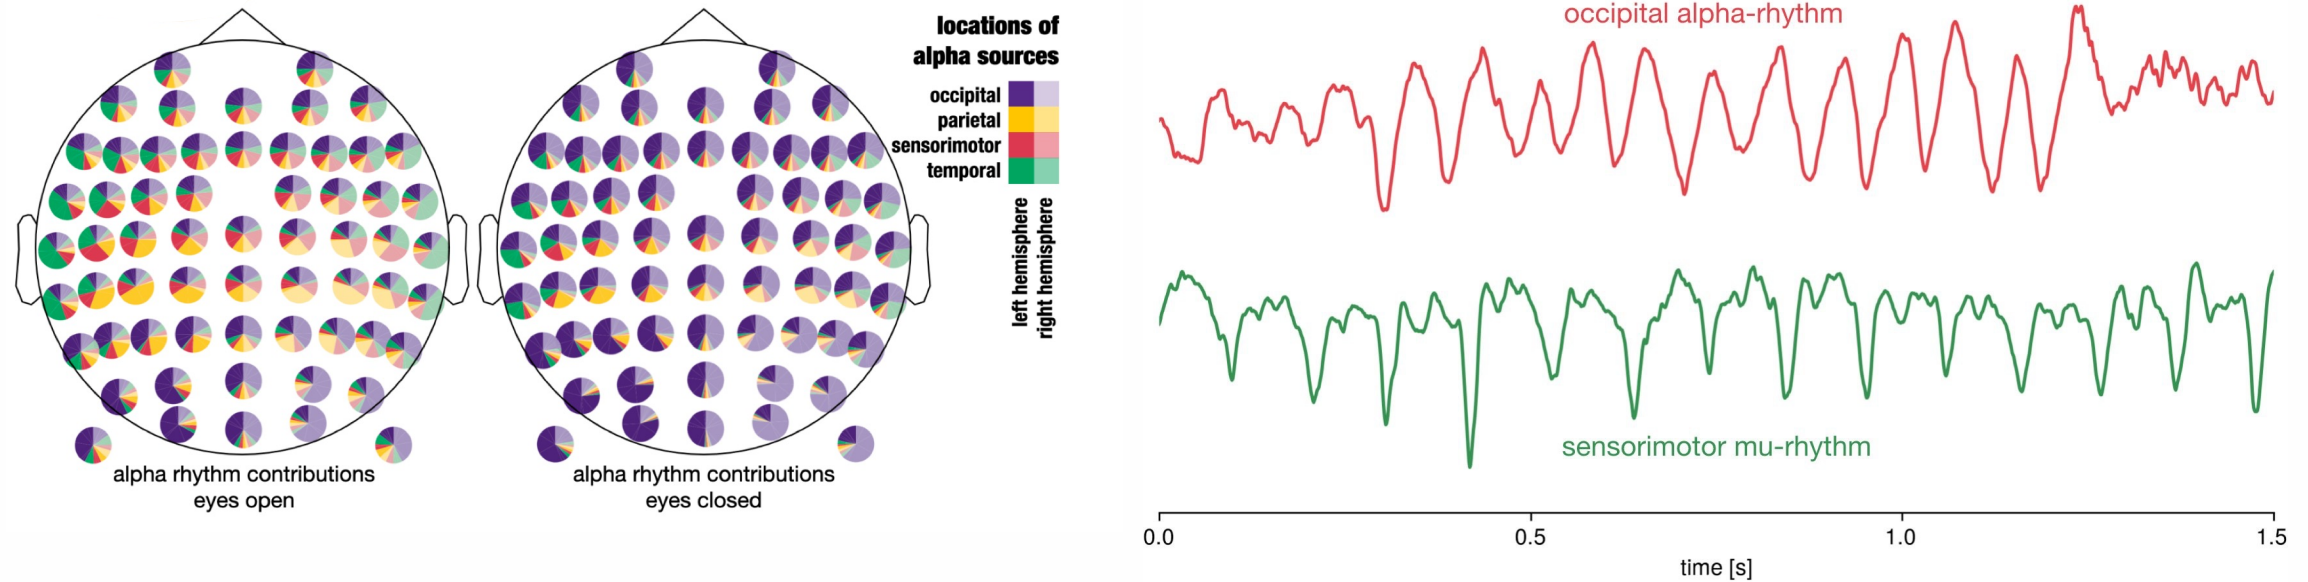 locations of
alpha sources
occipital
parietal
sensorimotor
temporal
left hemisphere
right hemisphere
alpha rhythm contributions
eyes open
alpha rhythm contributions
eyes closed
occipital alpha-rhythm
sensorimotor mu-rhythm
0.0 0.5 1.0 1.5
time [s]